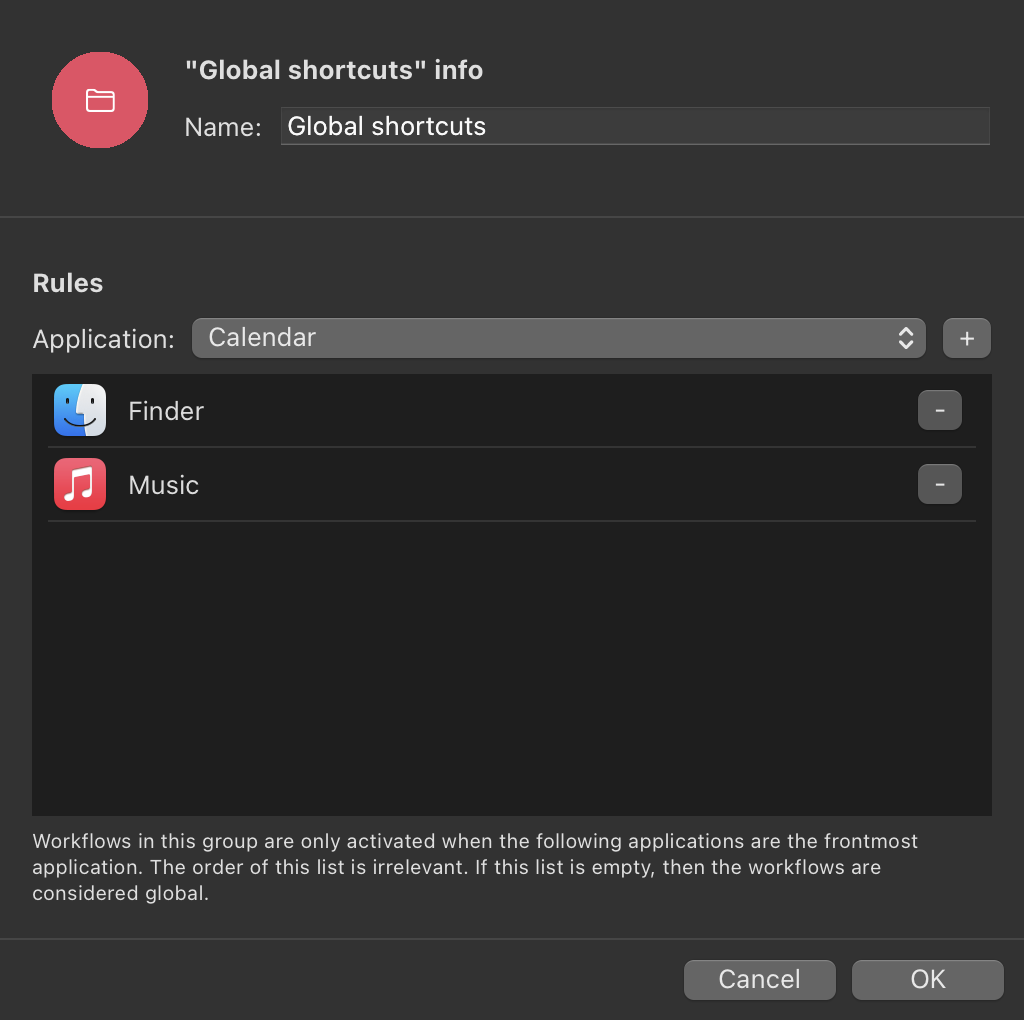 "Global shortcuts" info
Name: Global shortcuts
Rules
Application: Calendar +
Finder -
Music -
Workflows in this group are only activated when the following applications are the frontmost
application. The order of this list is irrelevant. If this list is empty, then the workflows are
considered global.
Cancel OK